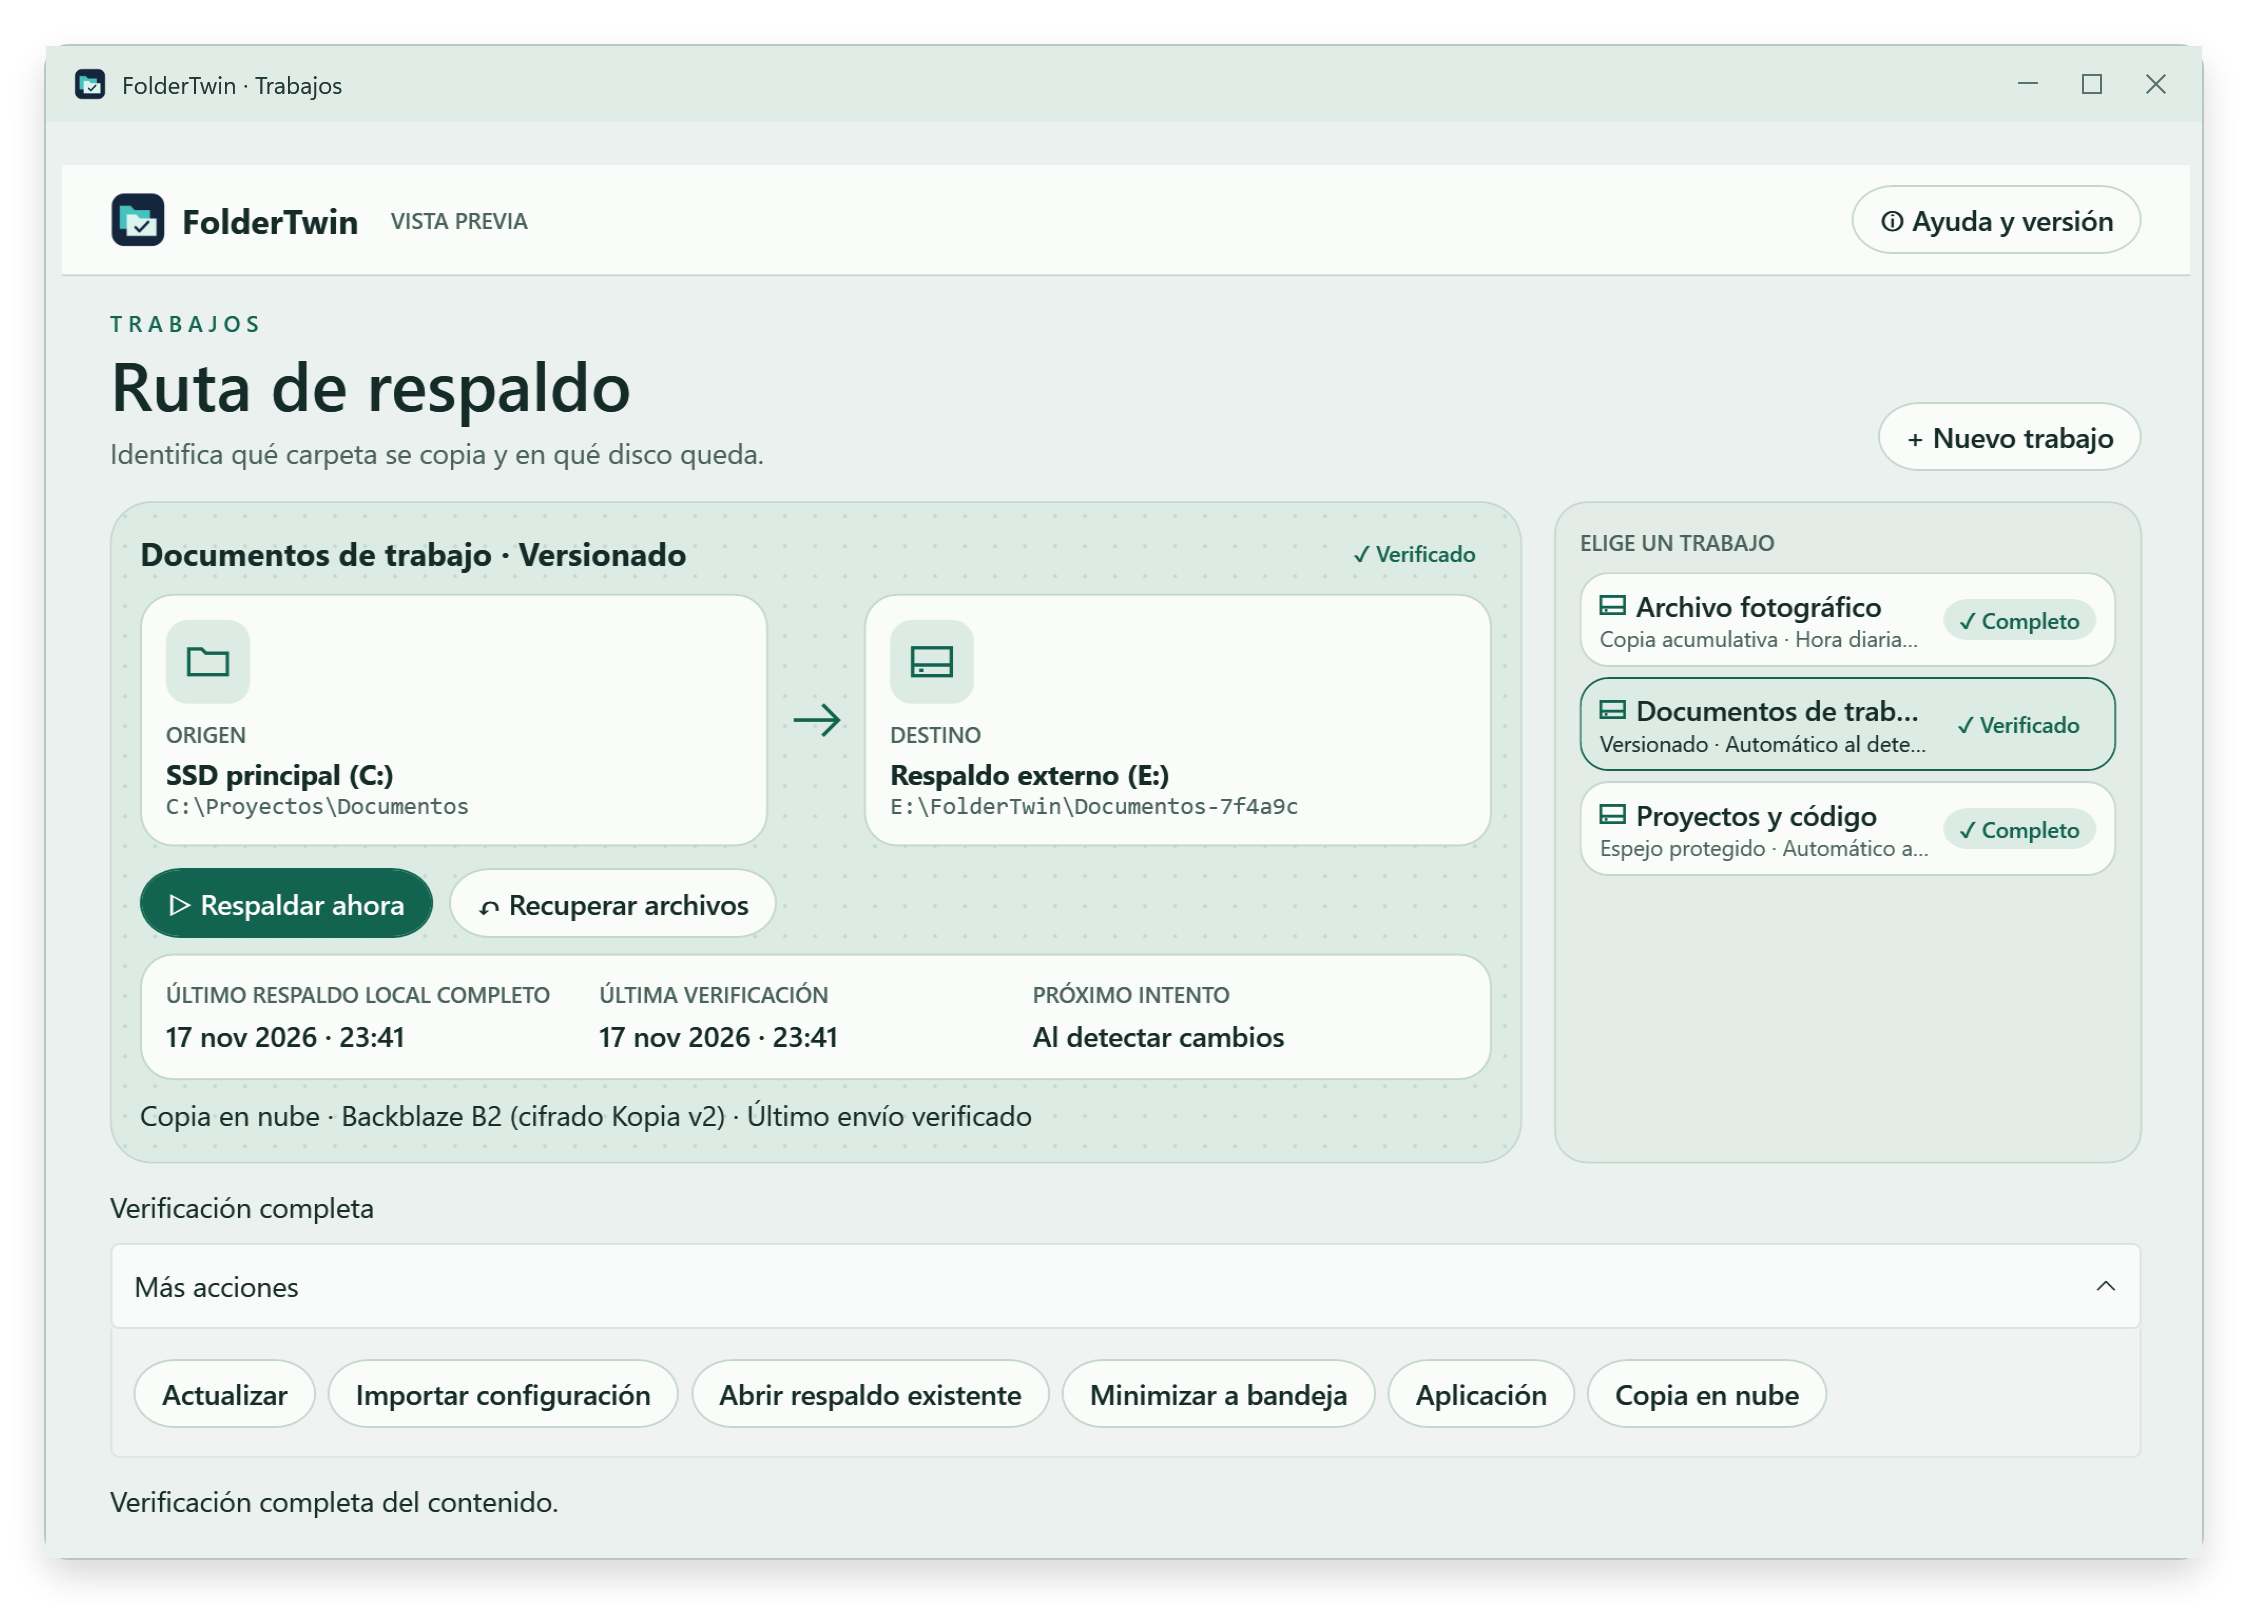 FolderTwin · Trabajos
FolderTwin VISTA PREVIA
Ayuda y versión
TRABAJOS
Ruta de respaldo
Identifica qué carpeta se copia y en qué disco queda.
+ Nuevo trabajo
Documentos de trabajo · Versionado
✓ Verificado
ORIGEN
SSD principal (C:)
C:\Proyectos\Documentos
DESTINO
Respaldo externo (E:)
E:\FolderTwin\Documentos-7f4a9c
Respaldar ahora
Recuperar archivos
ÚLTIMO RESPALDO LOCAL COMPLETO
17 nov 2026 · 23:41
ÚLTIMA VERIFICACIÓN
17 nov 2026 · 23:41
PRÓXIMO INTENTO
Al detectar cambios
Copia en nube · Backblaze B2 (cifrado Kopia v2) · Último envío verificado
ELIGE UN TRABAJO
Archivo fotográfico
Copia acumulativa · Hora diaria...
✓ Completo
Documentos de trab...
Versionado · Automático al dete...
✓ Verificado
Proyectos y código
Espejo protegido · Automático a...
✓ Completo
Verificación completa
Más acciones
Actualizar
Importar configuración
Abrir respaldo existente
Minimizar a bandeja
Aplicación
Copia en nube
Verificación completa del contenido.